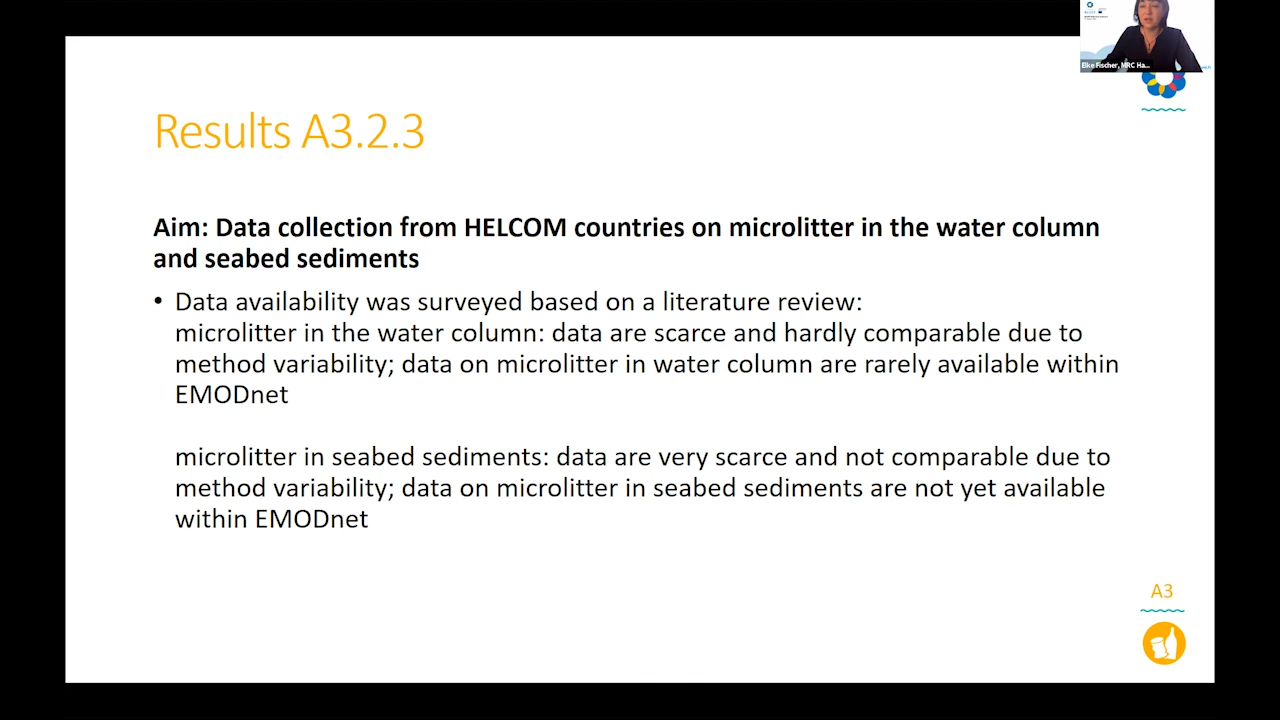 Elke Fischer, MRC Ha...
Results A3.2.3
Aim: Data collection from HELCOM countries on microlitter in the water column
and seabed sediments
• Data availability was surveyed based on a literature review:
microlitter in the water column: data are scarce and hardly comparable due to
method variability; data on microlitter in water column are rarely available within
EMODnet
microlitter in seabed sediments: data are very scarce and not comparable due to
method variability; data on microlitter in seabed sediments are not yet available
within EMODnet
A3